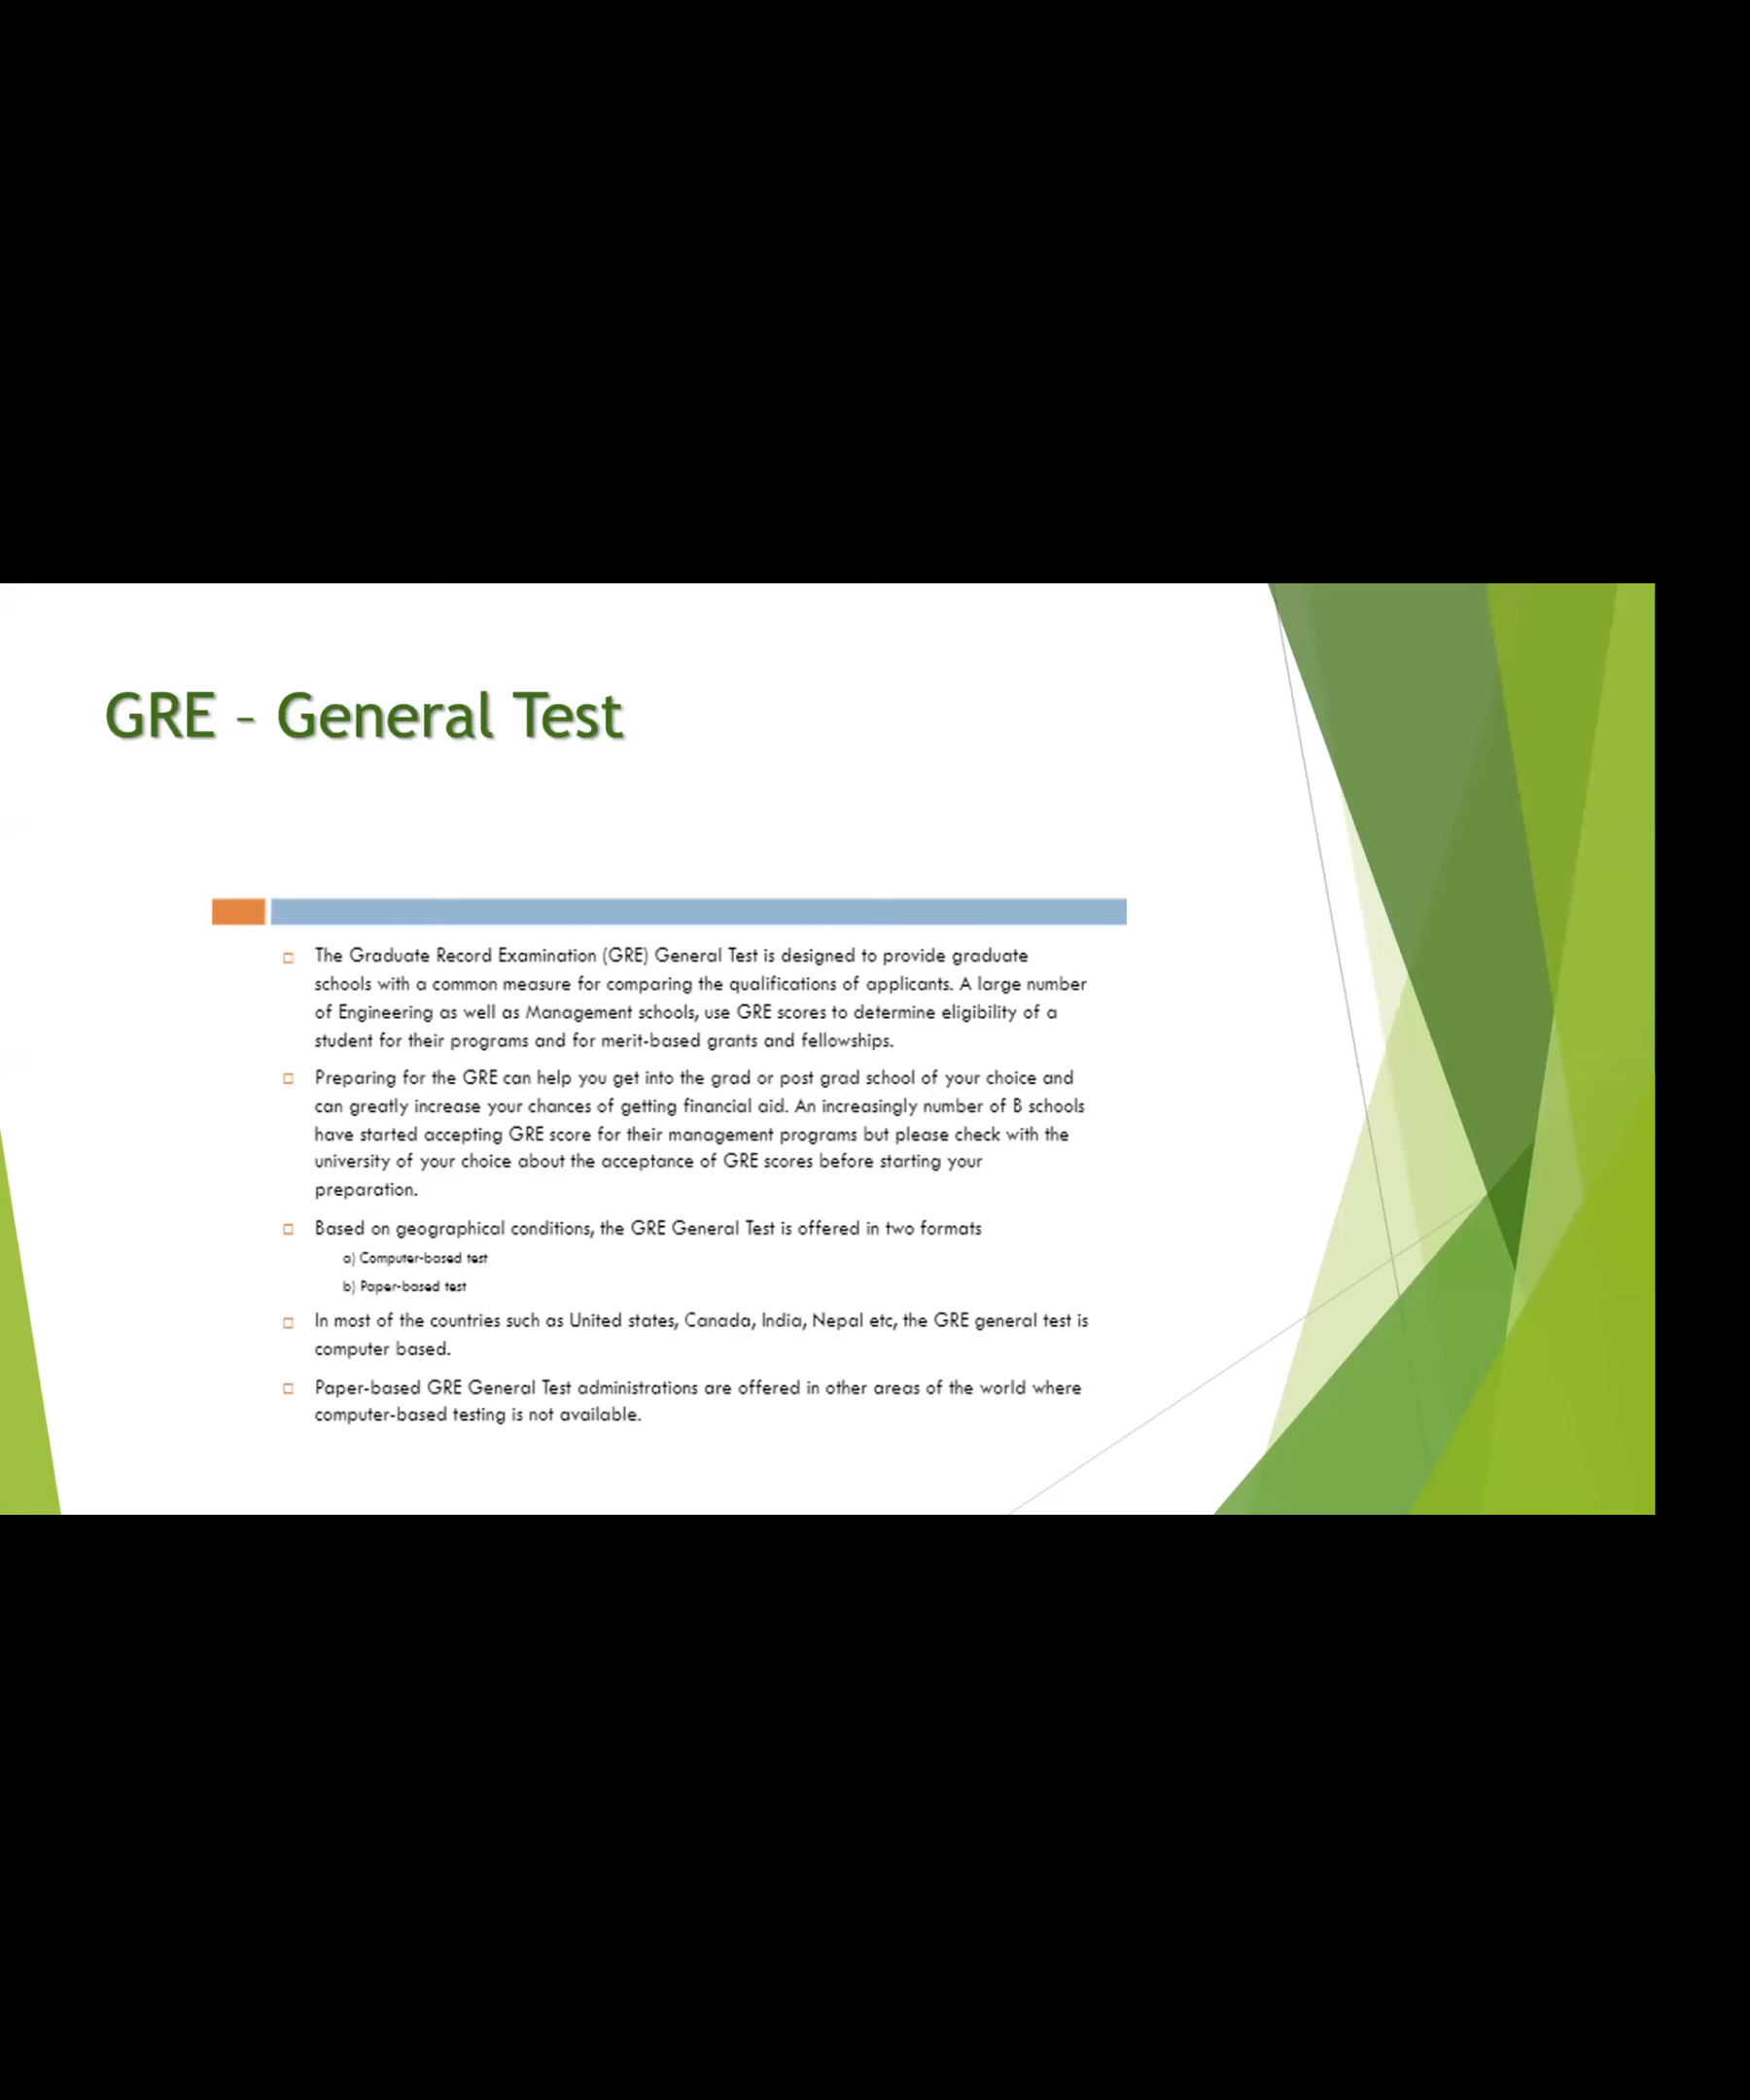 GRE – General Test
The Graduate Record Examination (GRE) General Test is designed to provide graduate
schools with a common measure for comparing the qualifications of applicants. A large number
of Engineering as well as Management schools, use GRE scores to determine eligibility of a
student for their programs and for merit-based grants and fellowships.
Preparing for the GRE can help you get into the grad or post grad school of your choice and
can greatly increase your chances of getting financial aid. An increasingly number of B schools
have started accepting GRE score for their management programs but please check with the
university of your choice about the acceptance of GRE scores before starting your
preparation.
Based on geographical conditions, the GRE General Test is offered in two formats
a) Computer-based test
b) Paper-based test
In most of the countries such as United states, Canada, India, Nepal etc, the GRE general test is
computer based.
Paper-based GRE General Test administrations are offered in other areas of the world where
computer-based testing is not available.